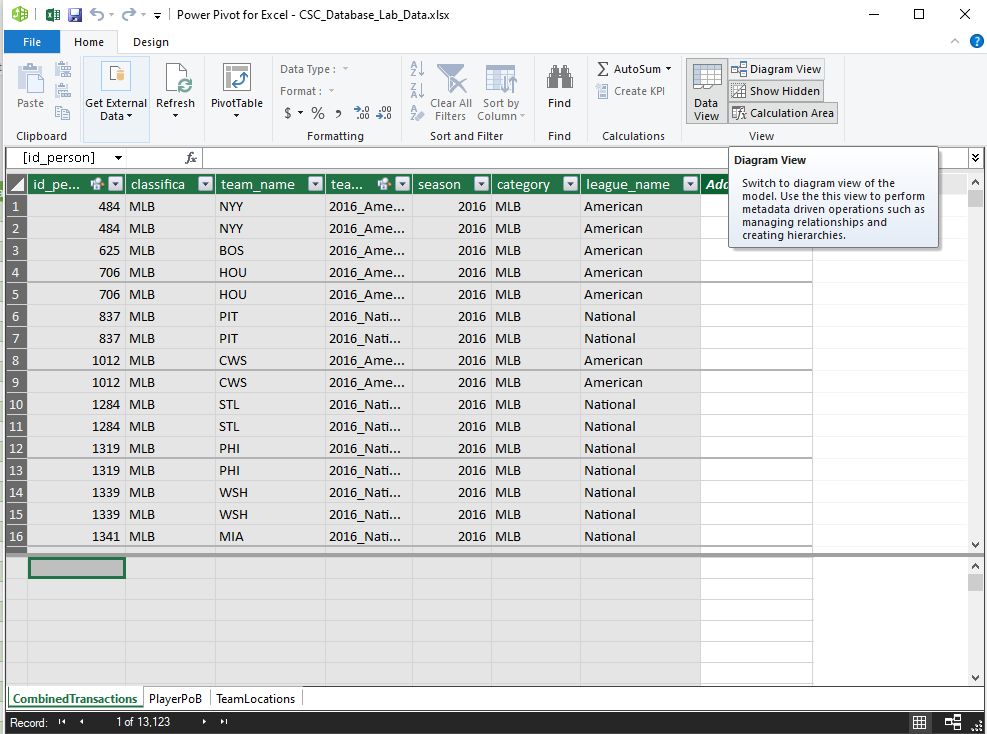 Power Pivot for Excel - CSC_Database_Lab_Data.xlsx
File Home Design
Paste
Clipboard
Get External
Data
Refresh
PivotTable
Data Type :
Format :
$ % , .00 .00
Formatting
A Z
Z A
A Z
Clear All
Filters
Sort by
Column
Sort and Filter
Find
Find
∑ AutoSum
Create KPI
Calculations
Data
View
Diagram View
Show Hidden
Calculation Area
View
[id_person] fx
Diagram View
Switch to diagram view of the
model. Use the this view to perform
metadata driven operations such as
managing relationships and
creating hierarchies.
id_pe... classifica team_name tea... season category league_name Add
1 484 MLB NYY 2016_Ame... 2016 MLB American
2 484 MLB NYY 2016_Ame... 2016 MLB American
3 625 MLB BOS 2016_Ame... 2016 MLB American
4 706 MLB HOU 2016_Ame... 2016 MLB American
5 706 MLB HOU 2016_Ame... 2016 MLB American
6 837 MLB PIT 2016_Nati... 2016 MLB National
7 837 MLB PIT 2016_Nati... 2016 MLB National
8 1012 MLB CWS 2016_Ame... 2016 MLB American
9 1012 MLB CWS 2016_Ame... 2016 MLB American
10 1284 MLB STL 2016_Nati... 2016 MLB National
11 1284 MLB STL 2016_Nati... 2016 MLB National
12 1319 MLB PHI 2016_Nati... 2016 MLB National
13 1319 MLB PHI 2016_Nati... 2016 MLB National
14 1339 MLB WSH 2016_Nati... 2016 MLB National
15 1339 MLB WSH 2016_Nati... 2016 MLB National
16 1341 MLB MIA 2016_Nati... 2016 MLB National
CombinedTransactions PlayerPoB TeamLocations
Record: 1 of 13,123